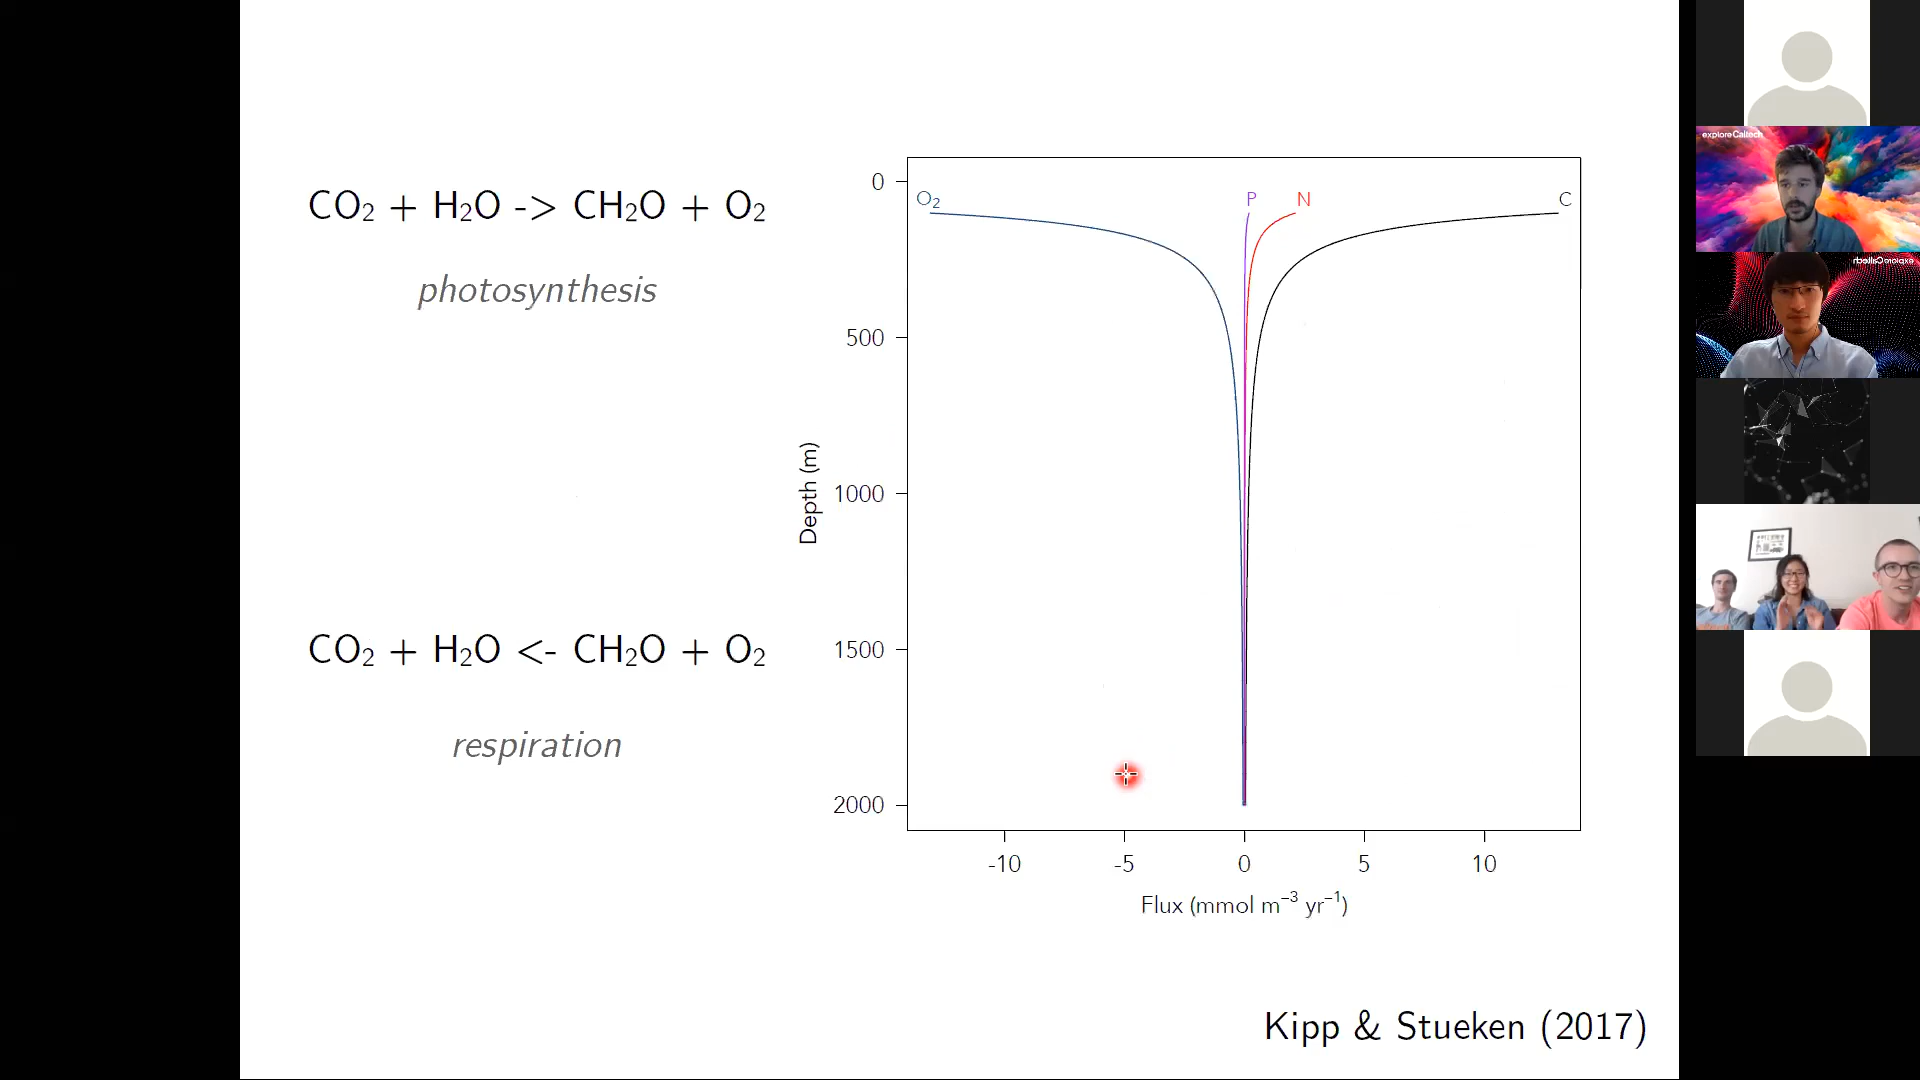 CO2 + H2O -> CH2O + O2
photosynthesis
CO2 + H2O <- CH2O + O2
respiration
O2
P
N
C
0
500
1000
1500
2000
Depth (m)
-10
-5
0
5
10
Flux (mmol m−3 yr−1)
Kipp & Stueken (2017)
exploreCaltech
exploreCaltech